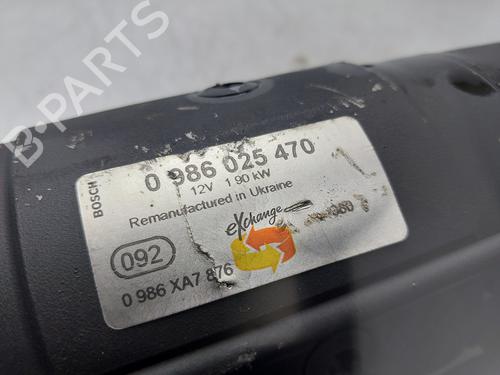 B-PARTS
BOSCH
0 986 025 470
12V 1.90 kW
Remanufactured in Ukraine
eXchange
092
0 986 XA7 876